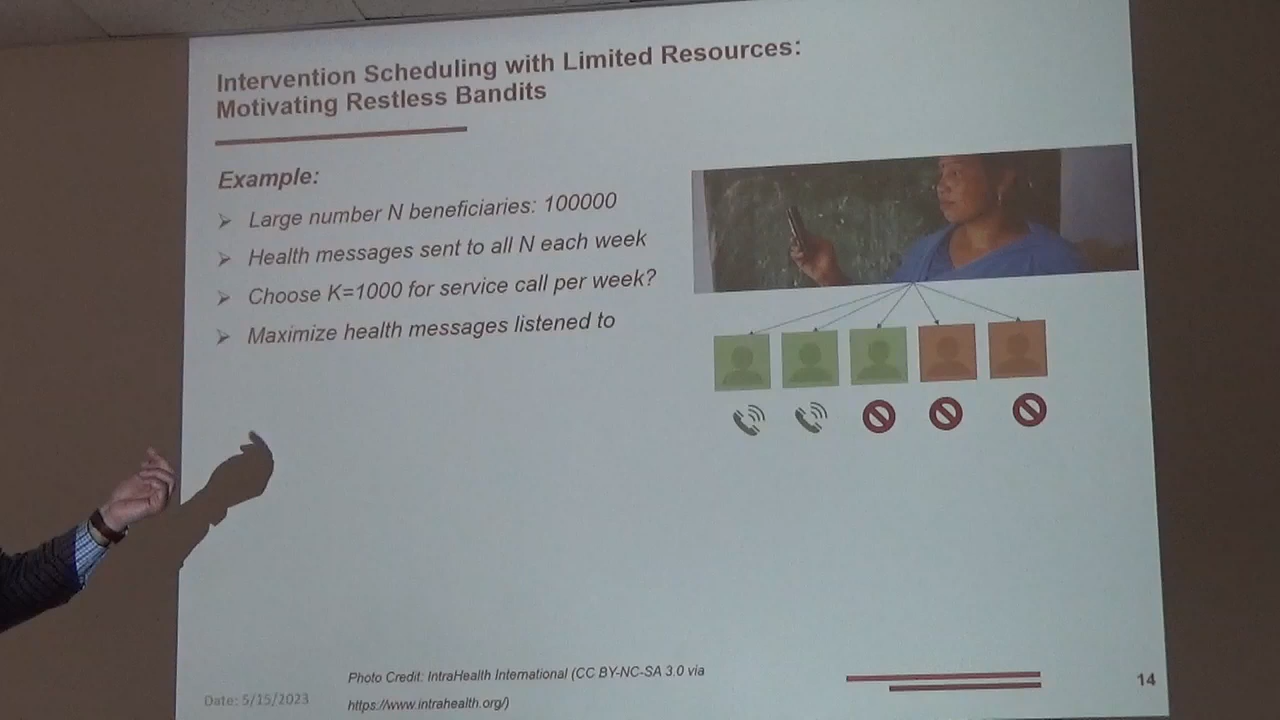 Intervention Scheduling with Limited Resources:
Motivating Restless Bandits
Example:
Large number N beneficiaries: 100000
Health messages sent to all N each week
Choose K=1000 for service call per week?
Maximize health messages listened to
Photo Credit: IntraHealth International (CC BY-NC-SA 3.0 via
https://www.intrahealth.org/)
Date: 5/15/2023
14